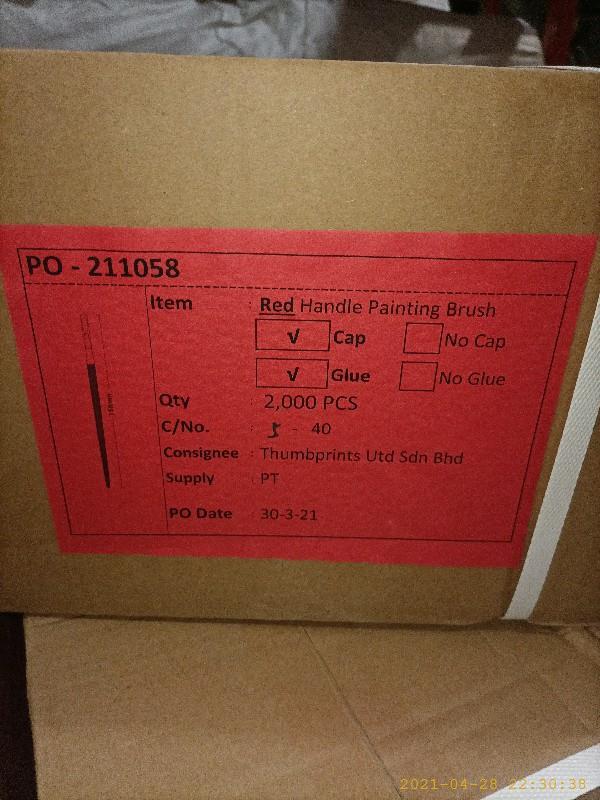 PO - 211058
Item : Red Handle Painting Brush
√ Cap No Cap
√ Glue No Glue
Qty : 2,000 PCS
C/No. : 5 - 40
Consignee : Thumbprints Utd Sdn Bhd
Supply : PT
PO Date : 30-3-21
2021-04-28 22:30:38